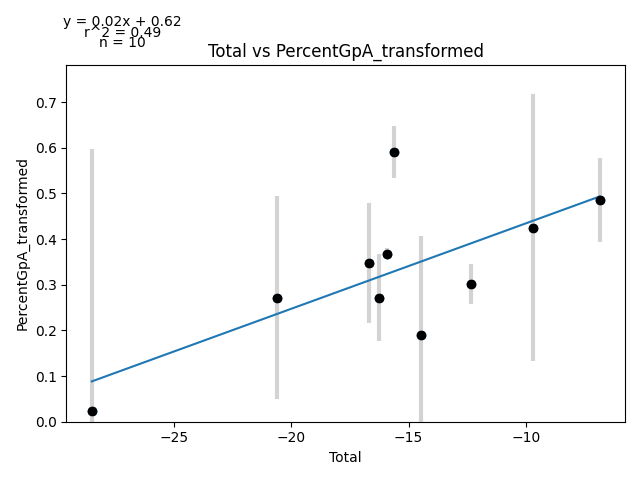 y = 0.02x + 0.62
r^2 = 0.49
n = 10
Total vs PercentGpA_transformed
PercentGpA_transformed
0.7
0.6
0.5
0.4
0.3
0.2
0.1
0.0
−25
−20
−15
−10
Total